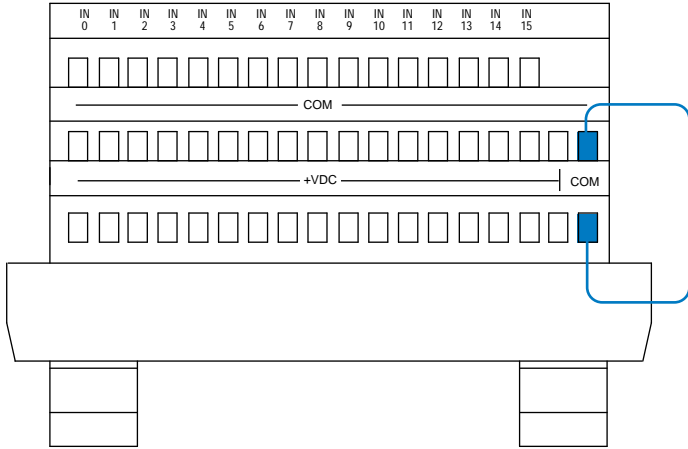 IN IN IN IN IN IN IN IN IN IN IN IN IN IN IN IN
0 1 2 3 4 5 6 7 8 9 10 11 12 13 14 15
COM
+VDC COM